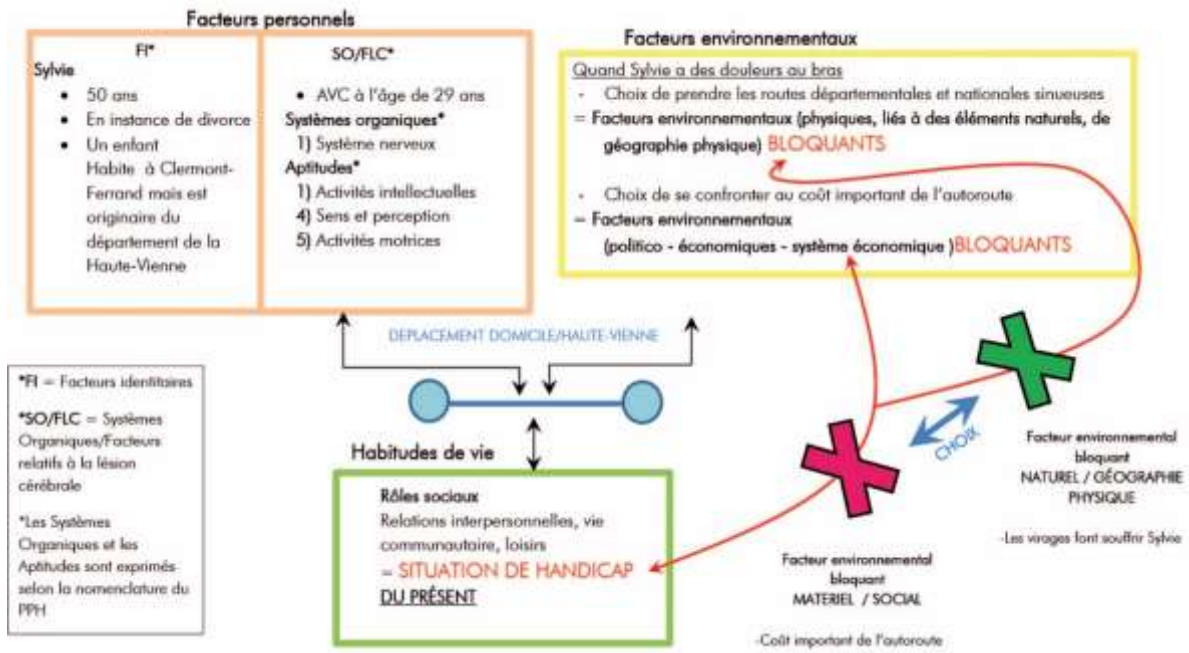 Facteurs personnels
FI*
Sylvie
• 50 ans
• En instance de divorce
• Un enfant
Habite à Clermont-
Ferrand mais est
originaire du
département de la
Haute-Vienne
SO/FLC*
• AVC à l'âge de 29 ans
Systèmes organiques*
1) Système nerveux
Aptitudes*
1) Activités intellectuelles
4) Sens et perception
5) Activités motrices
Facteurs environnementaux
Quand Sylvie a des douleurs au bras
- Choix de prendre les routes départementales et nationales sinueuses
= Facteurs environnementaux (physiques, liés à des éléments naturels, de
géographie physique) BLOQUANTS
- Choix de se confronter au coût important de l'autoroute
= Facteurs environnementaux
(politico - économiques - système économique )BLOQUANTS
DEPLACEMENT DOMICILE/HAUTE-VIENNE
*FI = Facteurs identitaires
*SO/FLC = Systèmes
Organiques/Facteurs
relatifs à la lésion
cérébrale
*Les Systèmes
Organiques et les
Aptitudes sont exprimés
selon la nomenclature du
PPH
Habitudes de vie
Rôles sociaux
Relations interpersonnelles, vie
communautaire, loisirs
= SITUATION DE HANDICAP
DU PRÉSENT
CHOIX
Facteur environnemental
bloquant
MATERIEL / SOCIAL
-Coût important de l'autoroute
Facteur environnemental
bloquant
NATUREL / GÉOGRAPHIE
PHYSIQUE
-Les virages font souffrir Sylvie